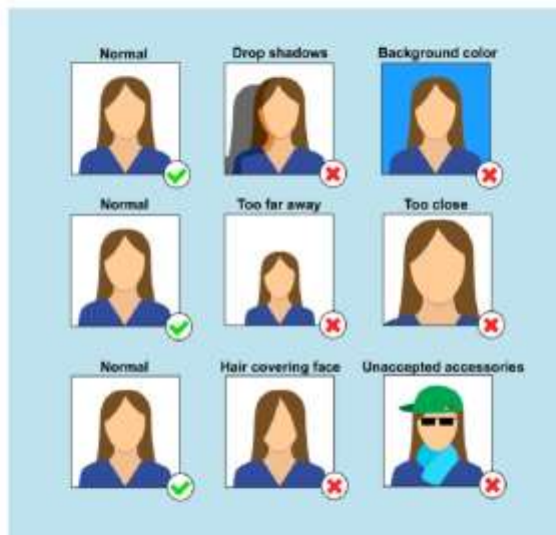 Normal
Drop shadows
Background color
Normal
Too far away
Too close
Normal
Hair covering face
Unaccepted accessories